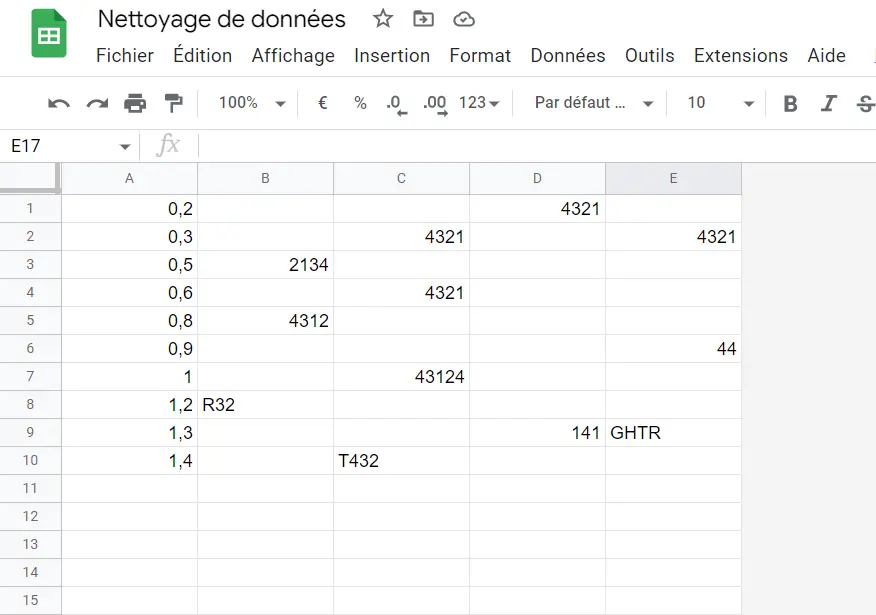 Nettoyage de données
Fichier Édition Affichage Insertion Format Données Outils Extensions Aide
100% € % .0 .00 123 Par défaut ... 10 B I S
E17 fx
A B C D E
1 0,2 4321
2 0,3 4321 4321
3 0,5 2134
4 0,6 4321
5 0,8 4312
6 0,9 44
7 1 43124
8 1,2 R32
9 1,3 141 GHTR
10 1,4 T432
11
12
13
14
15